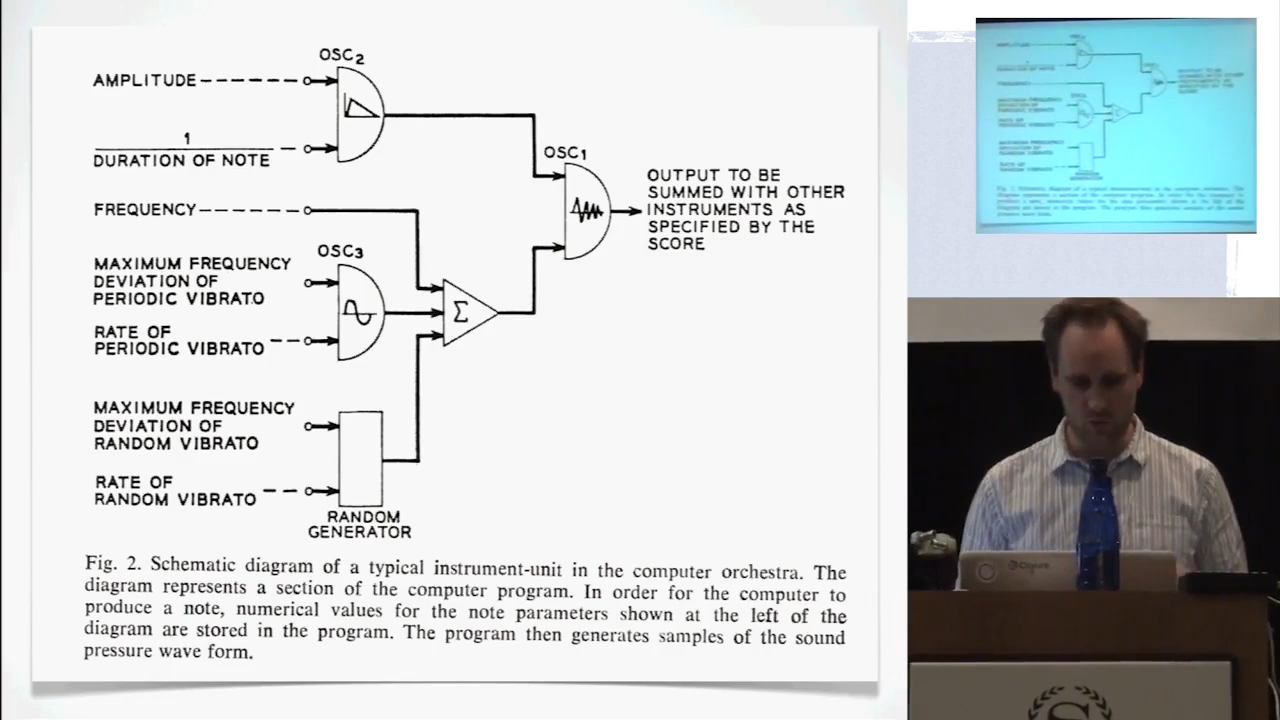 OSC2
AMPLITUDE
1
DURATION OF NOTE
OSC1
FREQUENCY
OUTPUT TO BE
SUMMED WITH OTHER
INSTRUMENTS AS
SPECIFIED BY THE
SCORE
OSC3
MAXIMUM FREQUENCY
DEVIATION OF
PERIODIC VIBRATO
Σ
RATE OF
PERIODIC VIBRATO
MAXIMUM FREQUENCY
DEVIATION OF
RANDOM VIBRATO
RATE OF
RANDOM VIBRATO
RANDOM
GENERATOR
Fig. 2. Schematic diagram of a typical instrument-unit in the computer orchestra. The
diagram represents a section of the computer program. In order for the computer to
produce a note, numerical values for the note parameters shown at the left of the
diagram are stored in the program. The program then generates samples of the sound
pressure wave form.
S